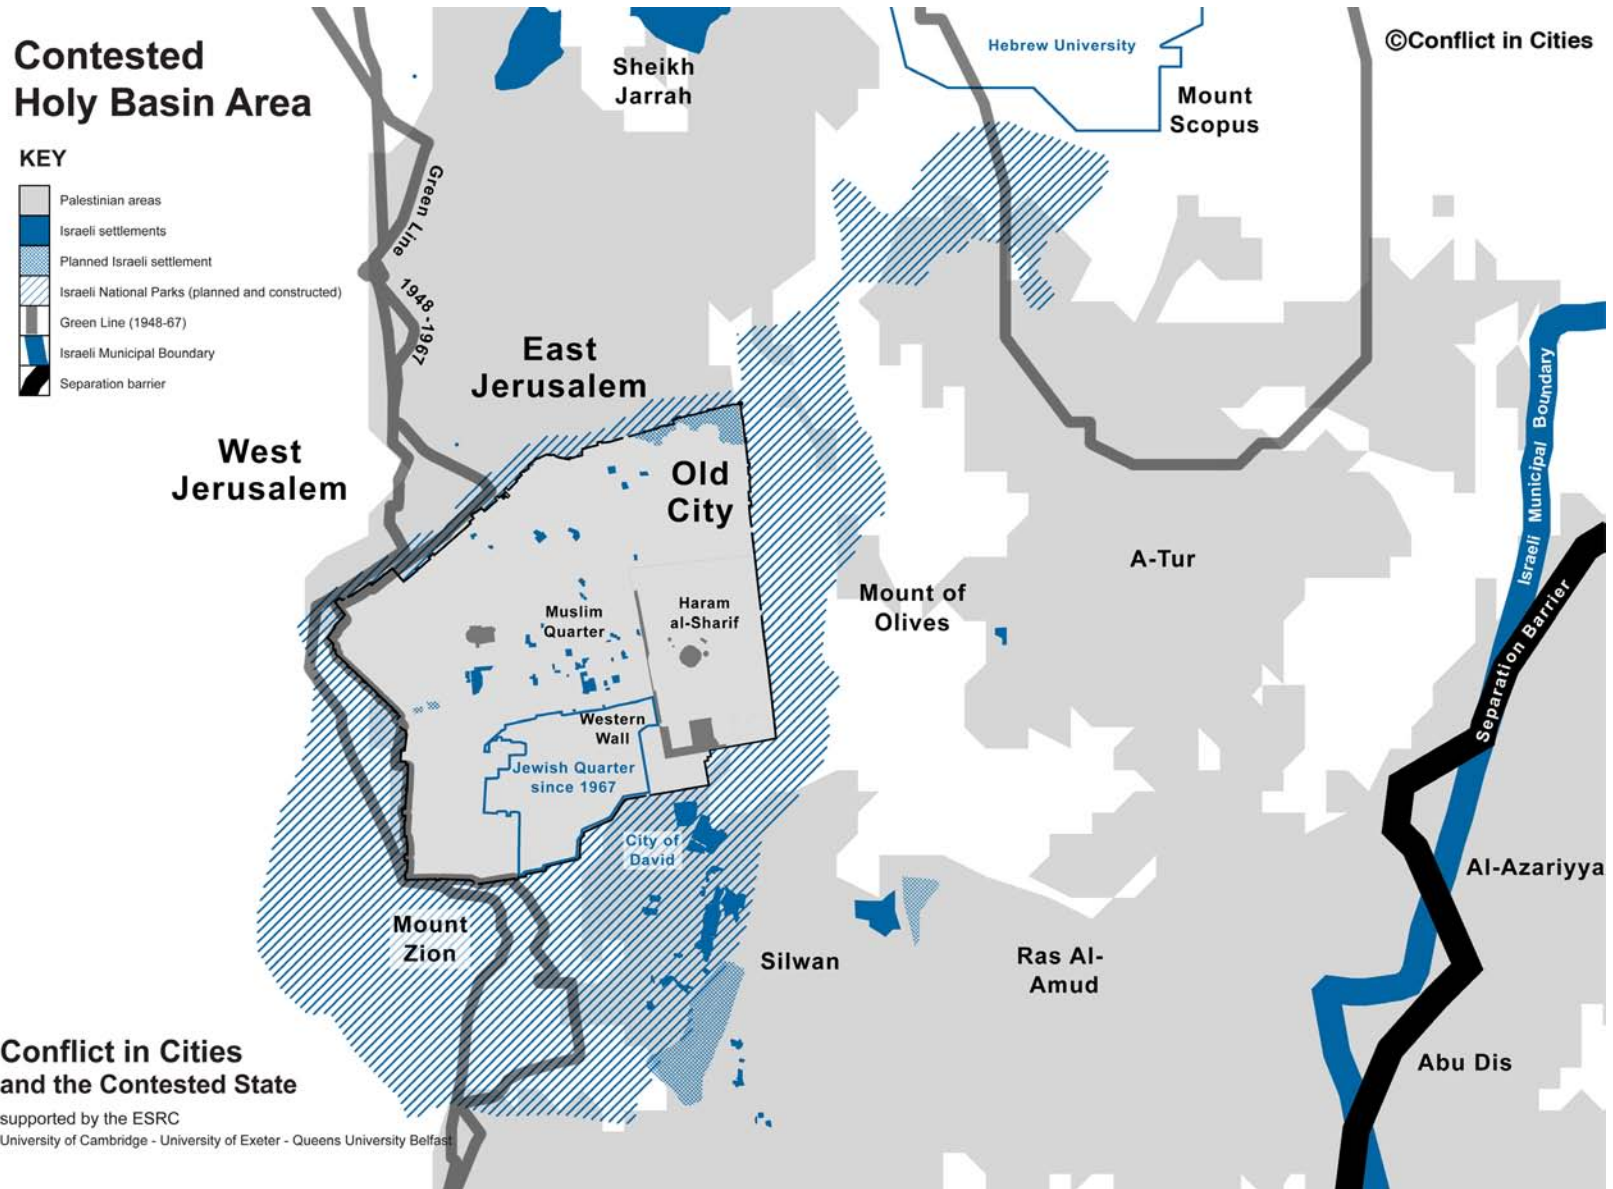 Contested
Holy Basin Area
©Conflict in Cities
KEY
Palestinian areas
Israeli settlements
Planned Israeli settlement
Israeli National Parks (planned and constructed)
Green Line (1948-67)
Israeli Municipal Boundary
Separation barrier
Hebrew University
Sheikh
Jarrah
Mount
Scopus
Green Line
1948-1967
East
Jerusalem
West
Jerusalem
Old
City
Israeli Municipal Boundary
A-Tur
Mount of
Olives
Muslim
Quarter
Haram
al-Sharif
Separation Barrier
Western
Wall
Jewish Quarter
since 1967
City of
David
Al-Azariyya
Mount
Zion
Silwan
Ras Al-
Amud
Abu Dis
Conflict in Cities
and the Contested State
supported by the ESRC
University of Cambridge - University of Exeter - Queens University Belfast